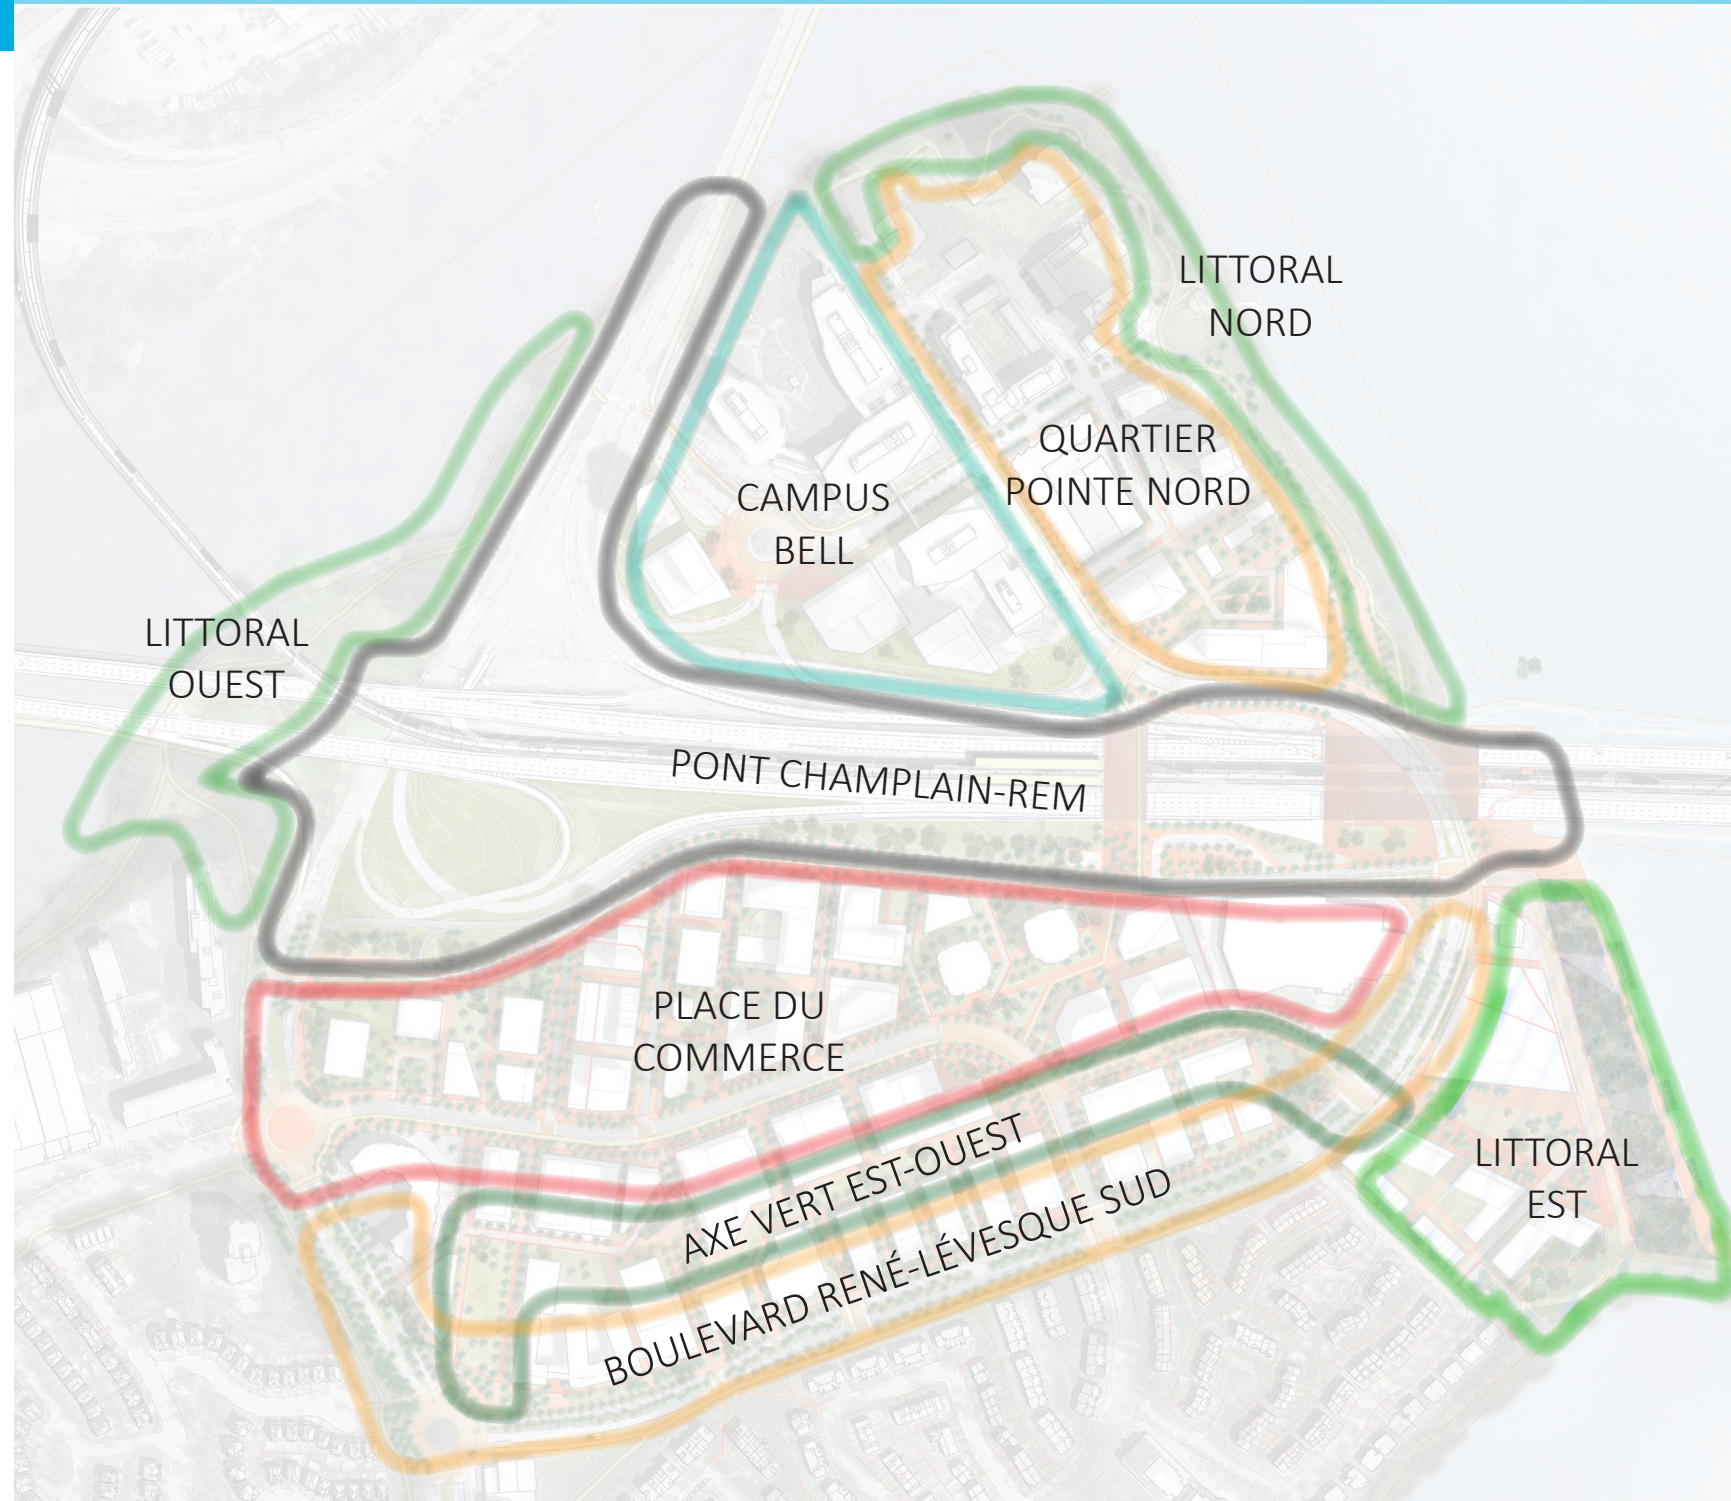 LITTORAL
NORD
QUARTIER
POINTE NORD
CAMPUS
BELL
LITTORAL
OUEST
PONT CHAMPLAIN-REM
PLACE DU
COMMERCE
AXE VERT EST-OUEST
BOULEVARD RENÉ-LÉVESQUE SUD
LITTORAL
EST